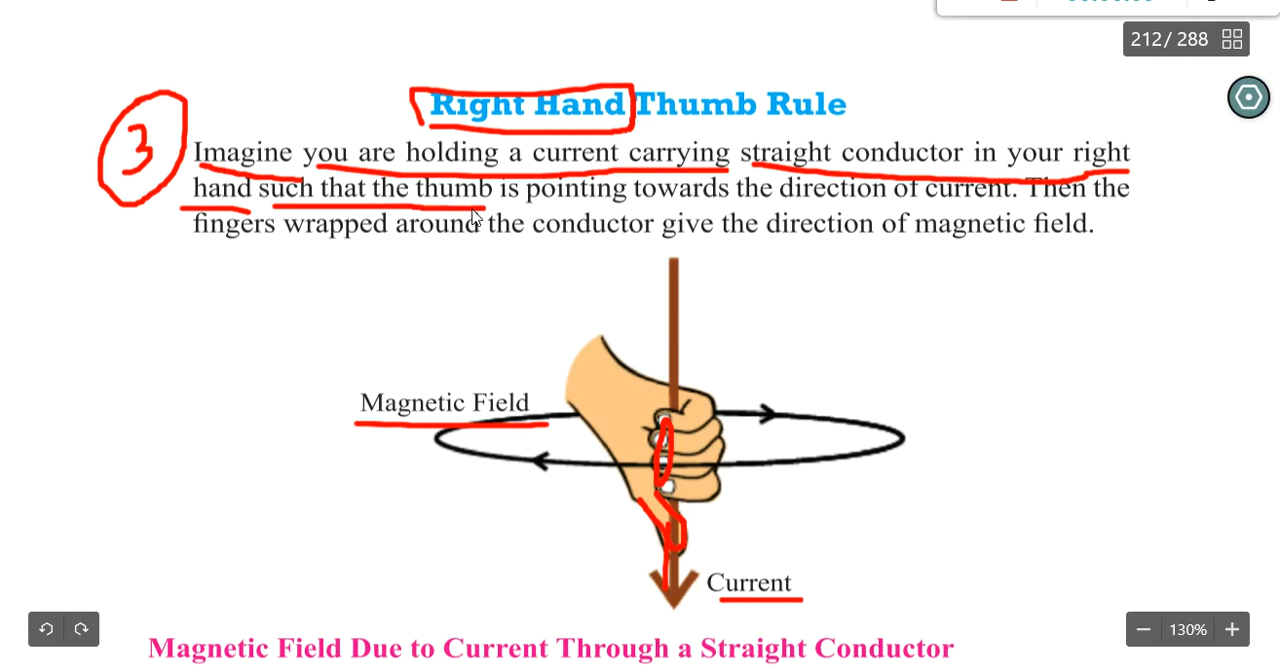 212/ 288
Right Hand Thumb Rule
3
Imagine you are holding a current carrying straight conductor in your right
hand such that the thumb is pointing towards the direction of current. Then the
fingers wrapped around the conductor give the direction of magnetic field.
Magnetic Field
Current
130%
Magnetic Field Due to Current Through a Straight Conductor